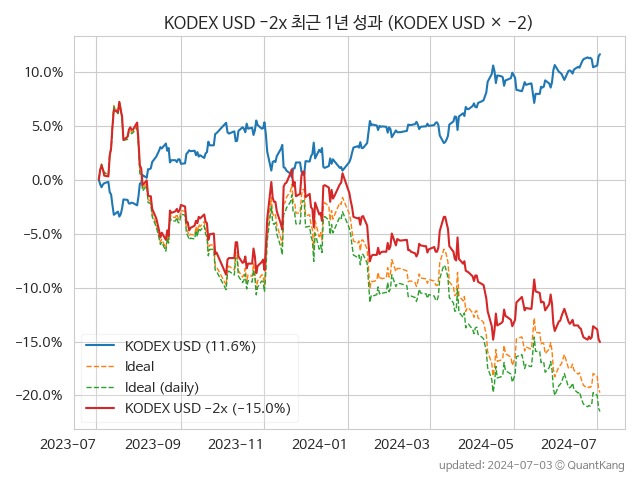 KODEX USD −2x 최근 1년 성과 (KODEX USD × −2)
10.0%
5.0%
0.0%
−5.0%
−10.0%
−15.0%
−20.0%
KODEX USD (11.6%)
Ideal
Ideal (daily)
KODEX USD −2x (−15.0%)
2023-07 2023-09 2023-11 2024-01 2024-03 2024-05 2024-07
updated: 2024-07-03 © QuantKang